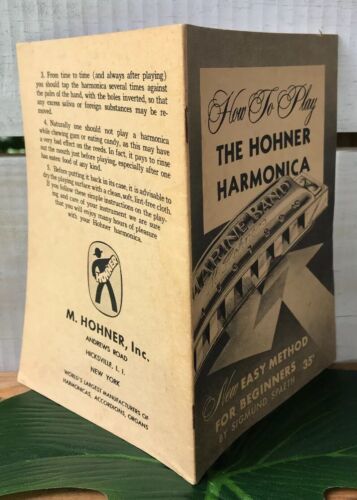 3. From time to time (and always after playing)
you should tap the harmonica several times against
the palm of the hand, with the holes inverted, so that
any excess saliva or foreign substances may be re-
moved.
4. Naturally one should not play a harmonica
while chewing gum or eating candy, as this may have
a very bad effect on the reeds. In fact, it pays to rinse
out the mouth just before playing, especially after one
has eaten food of any kind.
5. Before putting it back in its case, it is advisable to
dry the playing surface with a clean, soft, lint-free cloth.
If you follow these simple instructions on the play-
ing and care of your instrument we are sure
that you will enjoy many hours of pleasure
with your Hohner harmonica.
HOHNER
M. HOHNER, Inc.
ANDREWS ROAD
HICKSVILLE, L. I.
NEW YORK
WORLD'S LARGEST MANUFACTURERS OF
HARMONICAS, ACCORDIONS, ORGANS
How To Play
THE HOHNER
HARMONICA
MARINE BAND
New EASY METHOD
FOR BEGINNERS 35¢
BY SIGMUND SPAETH